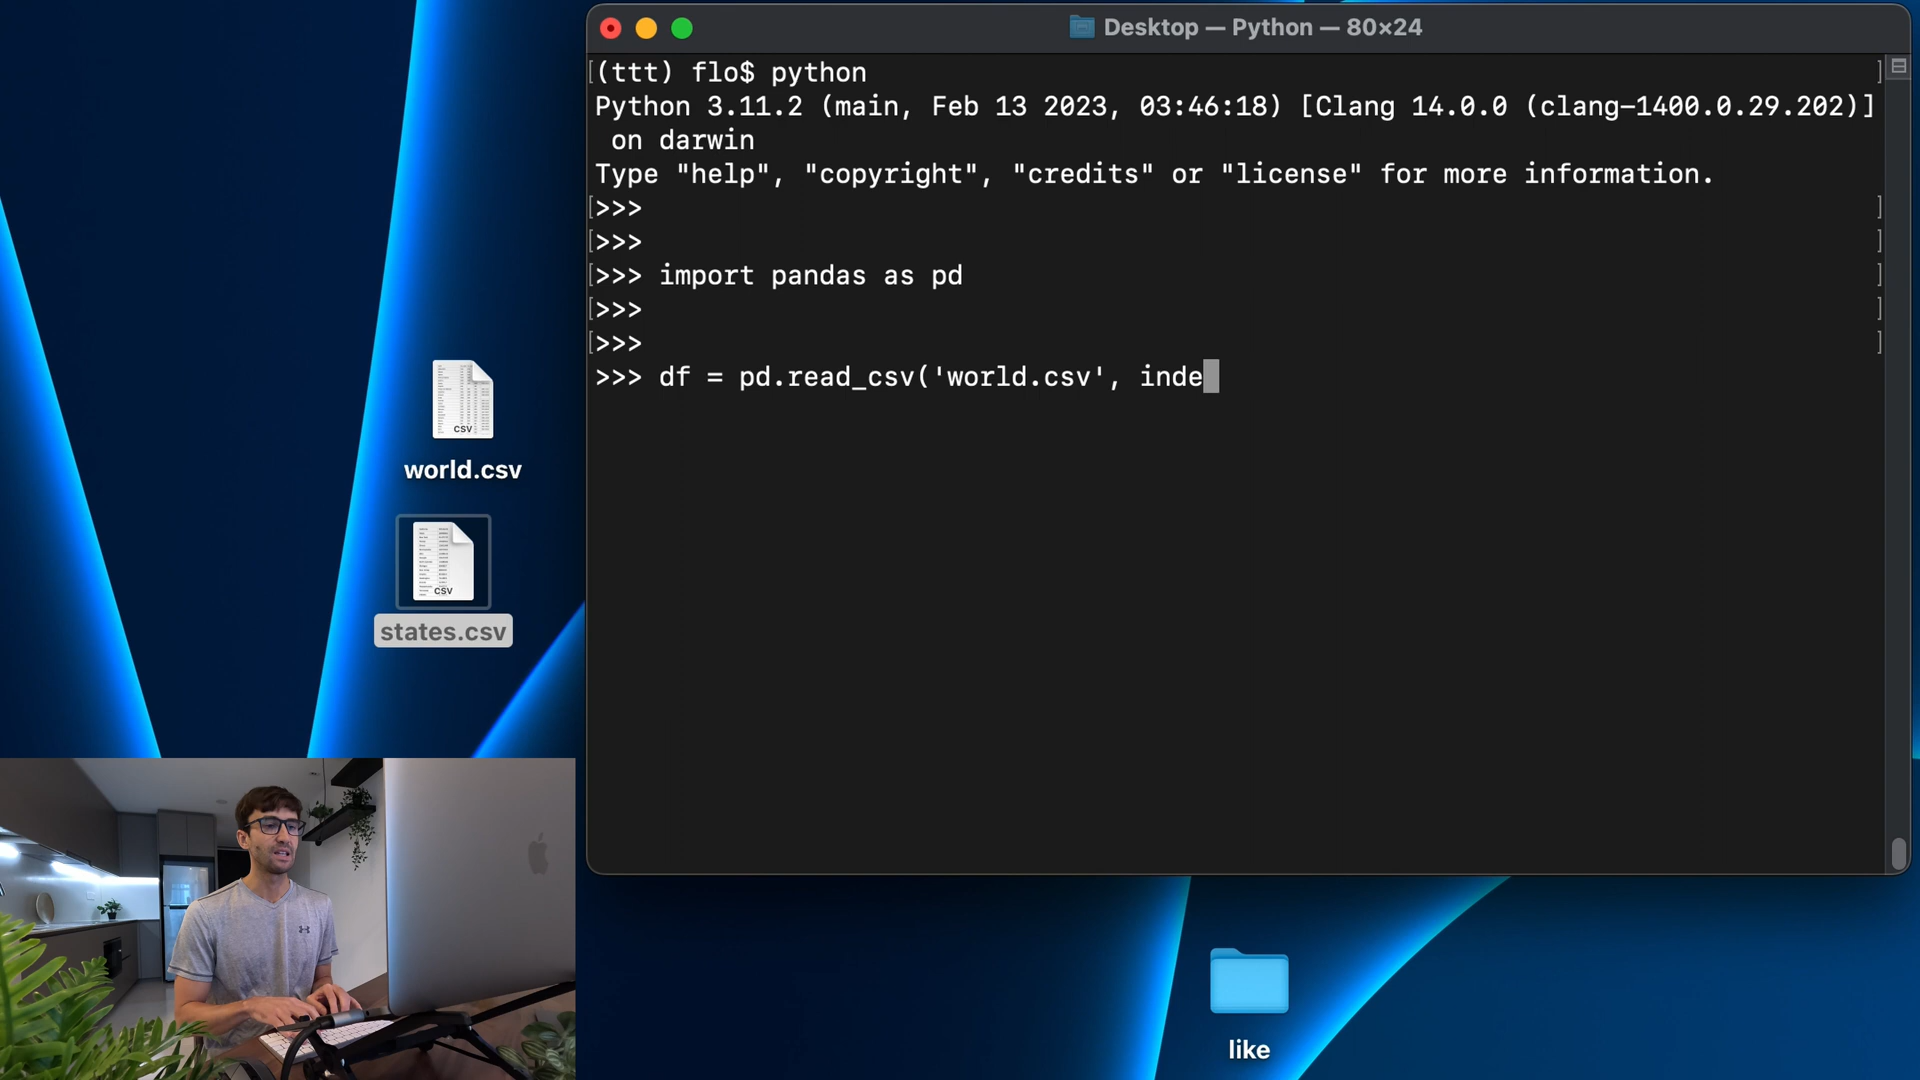 Desktop — Python — 80×24
[(ttt) flo$ python ]
Python 3.11.2 (main, Feb 13 2023, 03:46:18) [Clang 14.0.0 (clang-1400.0.29.202)]
on darwin
Type "help", "copyright", "credits" or "license" for more information.
[>>> ]
[>>> ]
[>>> import pandas as pd ]
[>>> ]
[>>> ]
>>> df = pd.read_csv('world.csv', inde
CSV
world.csv
CSV
states.csv
like